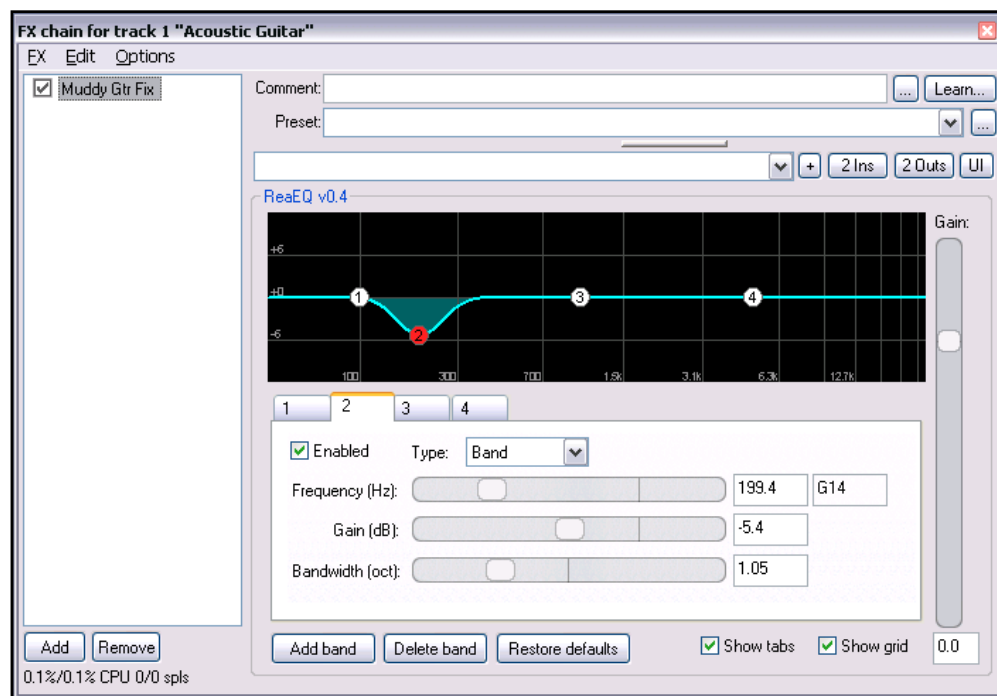 FX chain for track 1 "Acoustic Guitar"
FX Edit Options
Muddy Gtr Fix
Comment: ... Learn...
Preset: ...
+ 2 Ins 2 Outs UI
ReaEQ v0.4
Gain:
+6
+0
-6
1 2 3 4
100 300 700 1.5k 3.1k 6.3k 12.7k
1 2 3 4
Enabled Type: Band
Frequency (Hz): 199.4 G14
Gain (dB): -5.4
Bandwidth (oct): 1.05
Add Remove
Add band Delete band Restore defaults Show tabs Show grid 0.0
0.1%/0.1% CPU 0/0 spls